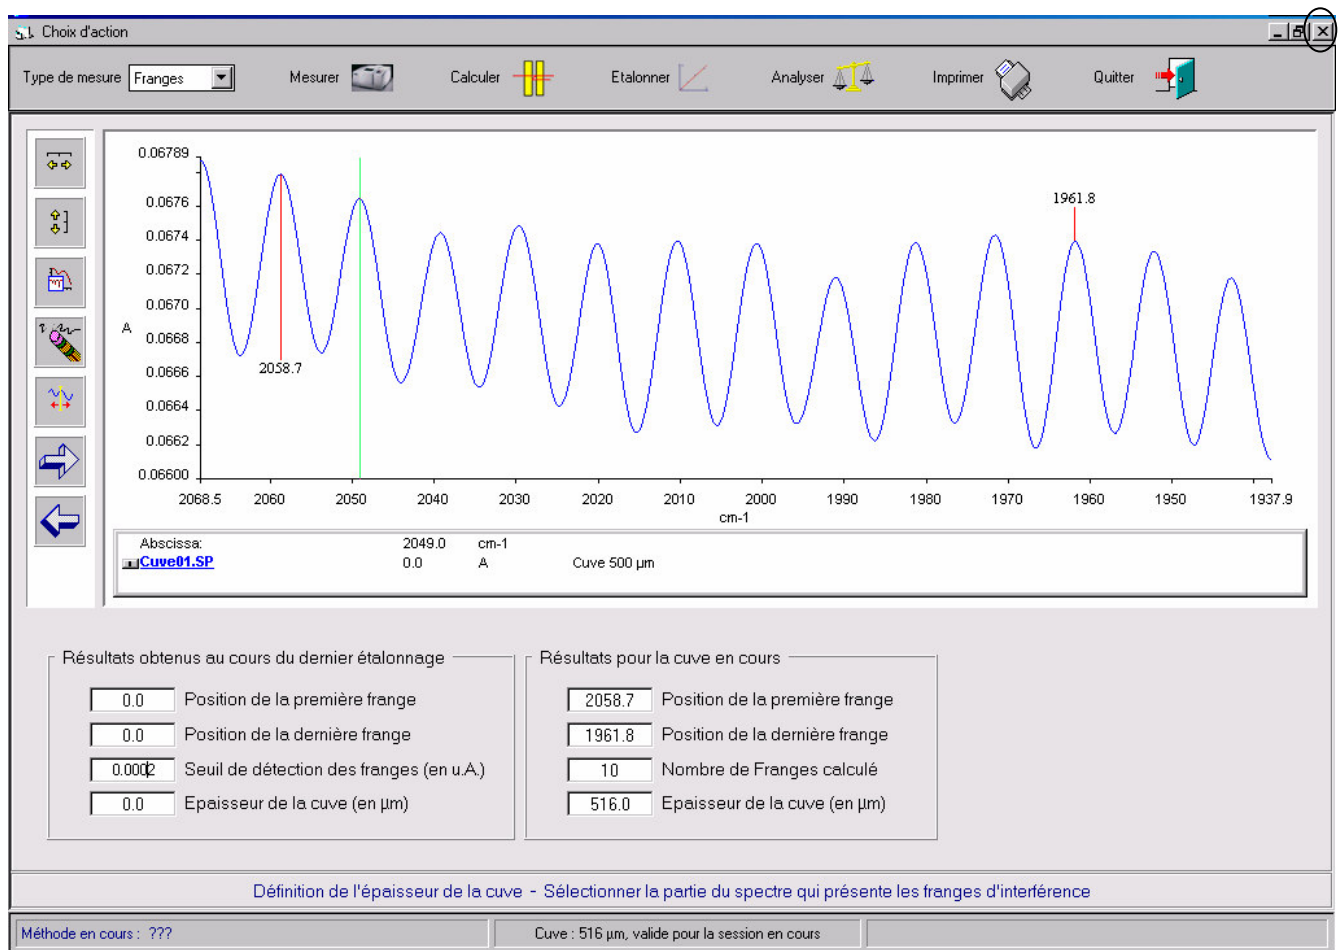 Choix d'action
Type de mesure Franges Mesurer Calculer Etalonner Analyser Imprimer Quitter
0.06789
0.0676
0.0674
0.0672
0.0670
0.0668
0.0666
0.0664
0.0662
0.06600
A
2058.7
1961.8
2068.5 2060 2050 2040 2030 2020 2010 2000 1990 1980 1970 1960 1950 1937.9
cm-1
Abscissa: 2049.0 cm-1
Cuve01.SP 0.0 A Cuve 500 µm
Résultats obtenus au cours du dernier étalonnage
0.0 Position de la première frange
0.0 Position de la dernière frange
0.0002 Seuil de détection des franges (en u.A.)
0.0 Epaisseur de la cuve (en µm)
Résultats pour la cuve en cours
2058.7 Position de la première frange
1961.8 Position de la dernière frange
10 Nombre de Franges calculé
516.0 Epaisseur de la cuve (en µm)
Définition de l'épaisseur de la cuve - Sélectionner la partie du spectre qui présente les franges d'interférence
Méthode en cours : ??? Cuve : 516 µm, valide pour la session en cours